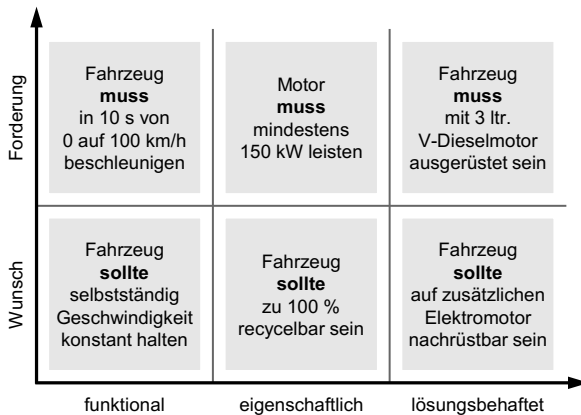 Forderung
Fahrzeug
muss
in 10 s von
0 auf 100 km/h
beschleunigen
Motor
muss
mindestens
150 kW leisten
Fahrzeug
muss
mit 3 ltr.
V-Dieselmotor
ausgerüstet sein
Wunsch
Fahrzeug
sollte
selbstständig
Geschwindigkeit
konstant halten
Fahrzeug
sollte
zu 100 %
recycelbar sein
Fahrzeug
sollte
auf zusätzlichen
Elektromotor
nachrüstbar sein
funktional
eigenschaftlich
lösungsbehaftet